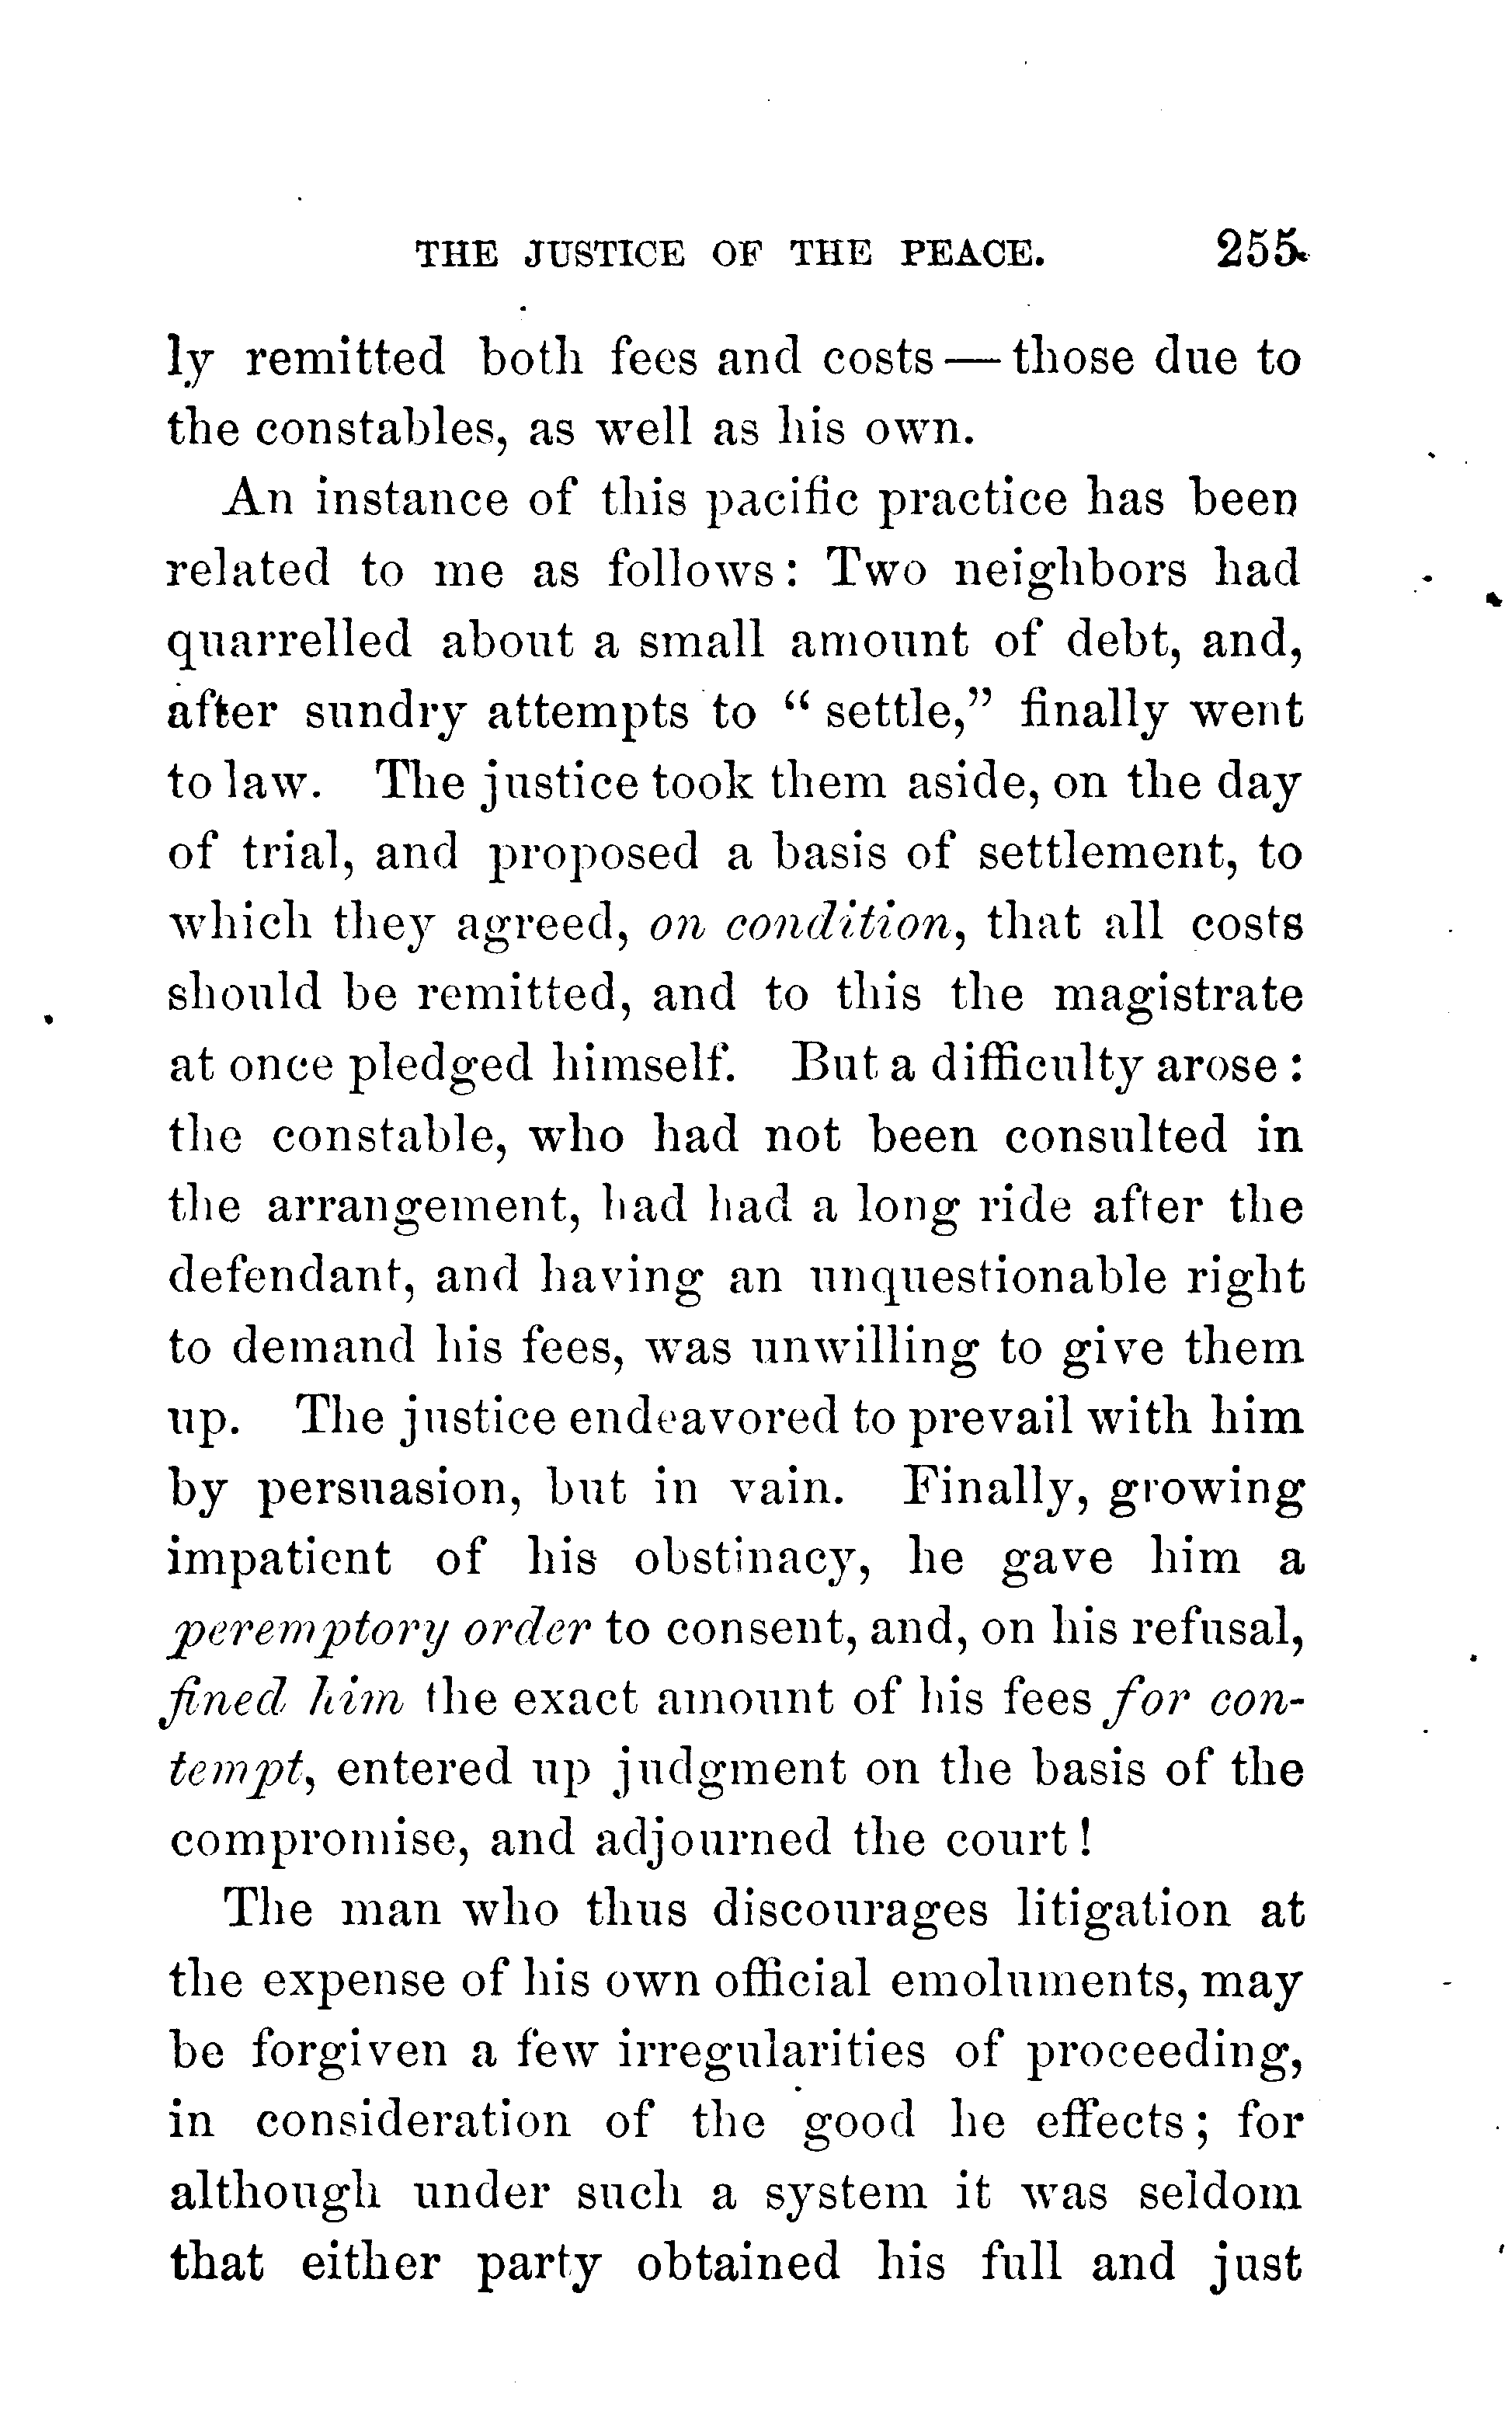 THE JUSTICE OF THE PEACE. 255
ly remitted both fees and costs — those due to
the constables, as well as his own.
An instance of this pacific practice has been
related to me as follows: Two neighbors had
quarrelled about a small amount of debt, and,
after sundry attempts to “settle,” finally went
to law. The justice took them aside, on the day
of trial, and proposed a basis of settlement, to
which they agreed, on condition, that all costs
should be remitted, and to this the magistrate
at once pledged himself. But a difficulty arose:
the constable, who had not been consulted in
the arrangement, had had a long ride after the
defendant, and having an unquestionable right
to demand his fees, was unwilling to give them
up. The justice endeavored to prevail with him
by persuasion, but in vain. Finally, growing
impatient of his obstinacy, he gave him a
peremptory order to consent, and, on his refusal,
fined him the exact amount of his fees for con-
tempt, entered up judgment on the basis of the
compromise, and adjourned the court!
The man who thus discourages litigation at
the expense of his own official emoluments, may
be forgiven a few irregularities of proceeding,
in consideration of the good he effects; for
although under such a system it was seldom
that either party obtained his full and just